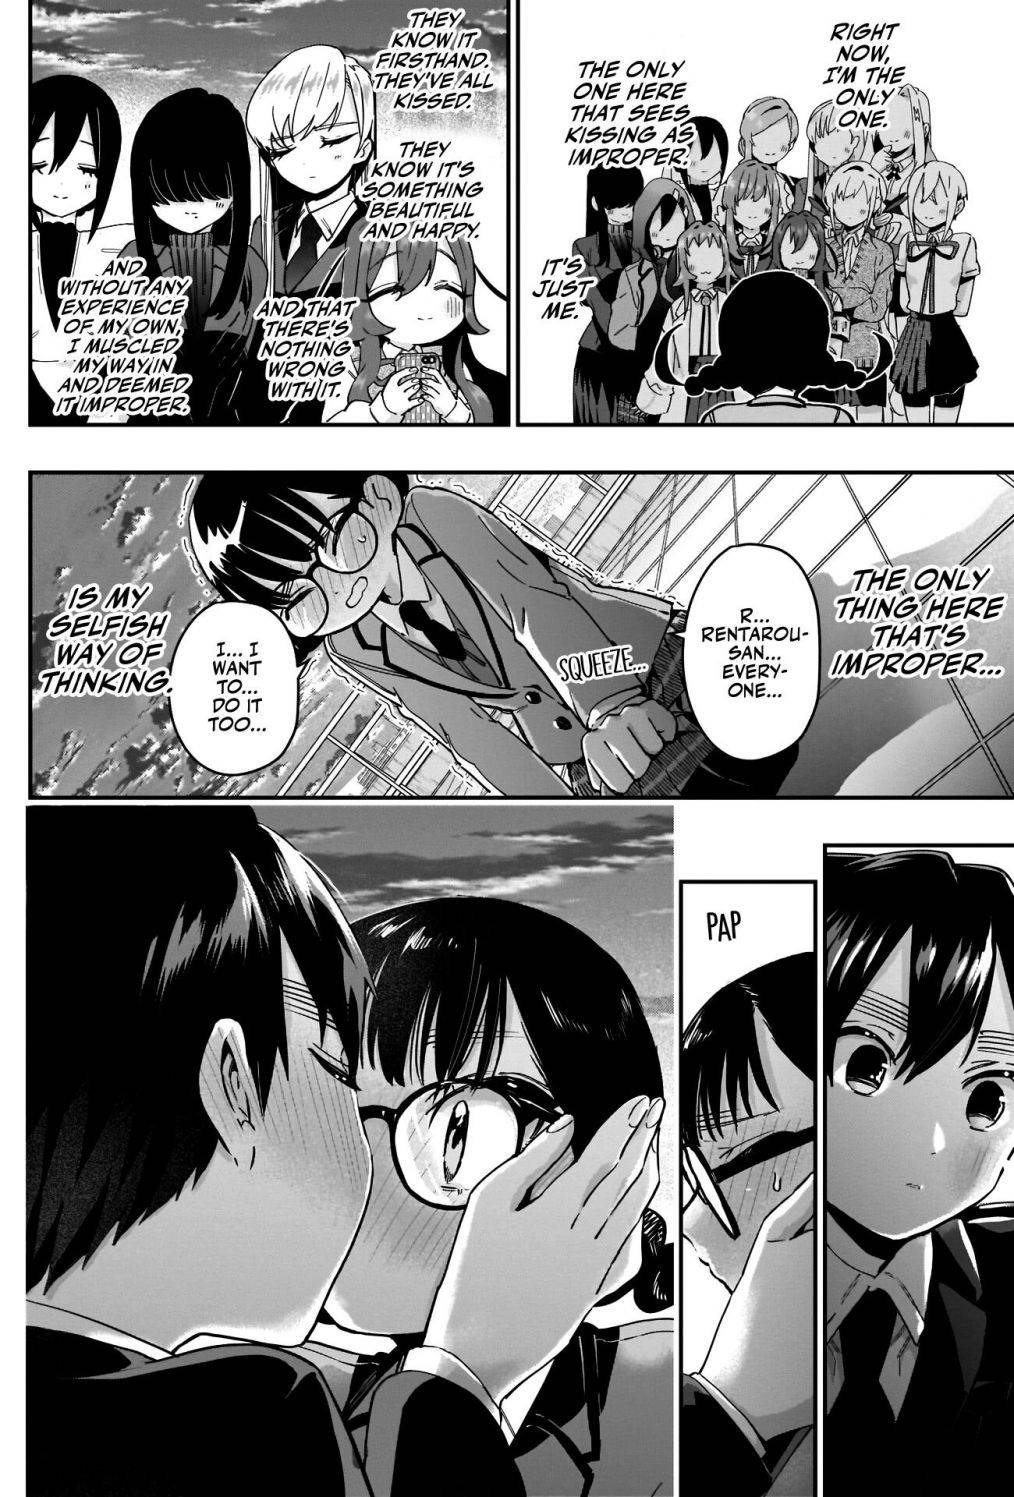 RIGHT
NOW,
I'M THE
ONLY
ONE.
THE ONLY
ONE HERE
THAT SEES
KISSING AS
IMPROPER.
IT'S
JUST
ME.
THEY
KNOW IT
FIRSTHAND.
THEY'VE ALL
KISSED.
THEY
KNOW IT'S
SOMETHING
BEAUTIFUL
AND HAPPY.
AND THAT
THERE'S
NOTHING
WRONG
WITH IT.
AND
WITHOUT ANY
EXPERIENCE
OF MY OWN,
I MUSCLED
MY WAY IN
AND DEEMED
IT IMPROPER.
THE ONLY
THING HERE
THAT'S
IMPROPER...
R...
RENTAROU-
SAN...
EVERY-
ONE...
SQUEEZE...
I... I
WANT
TO...
DO IT
TOO...
IS MY
SELFISH
WAY OF
THINKING.
PAP